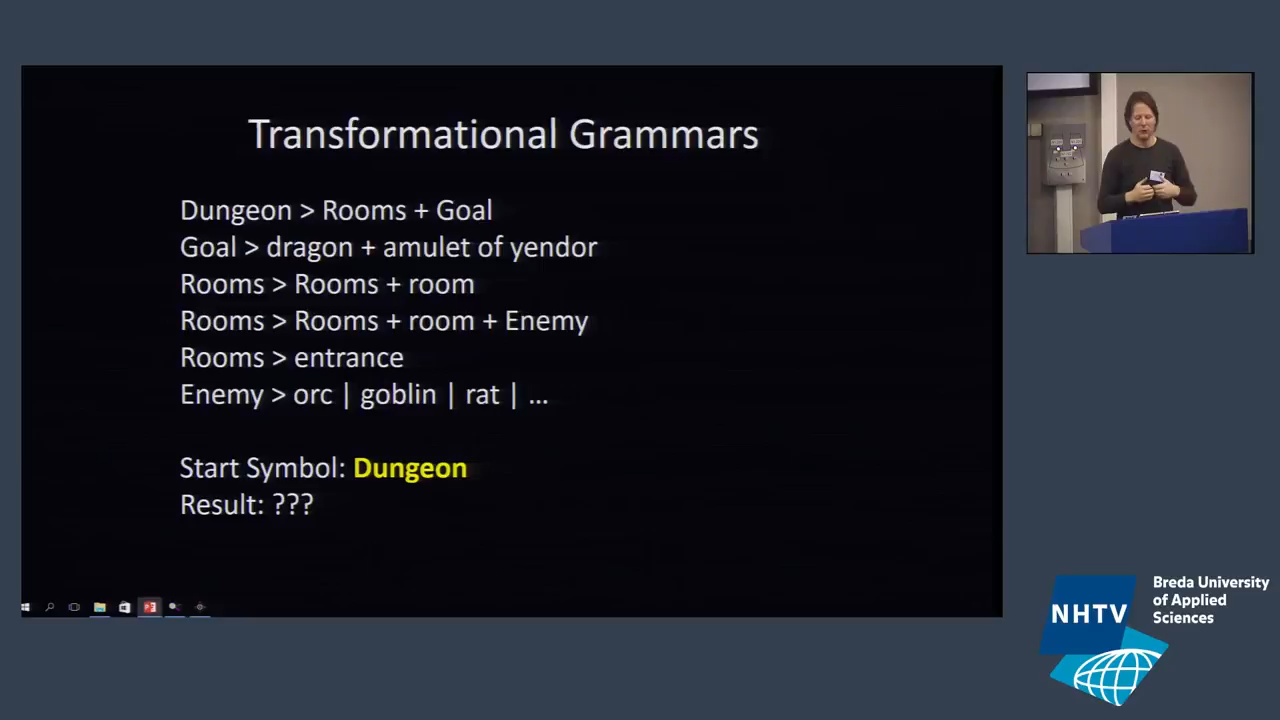 Transformational Grammars
Dungeon > Rooms + Goal
Goal > dragon + amulet of yendor
Rooms > Rooms + room
Rooms > Rooms + room + Enemy
Rooms > entrance
Enemy > orc | goblin | rat | ...
Start Symbol: Dungeon
Result: ???
NHTV
Breda University
of Applied
Sciences